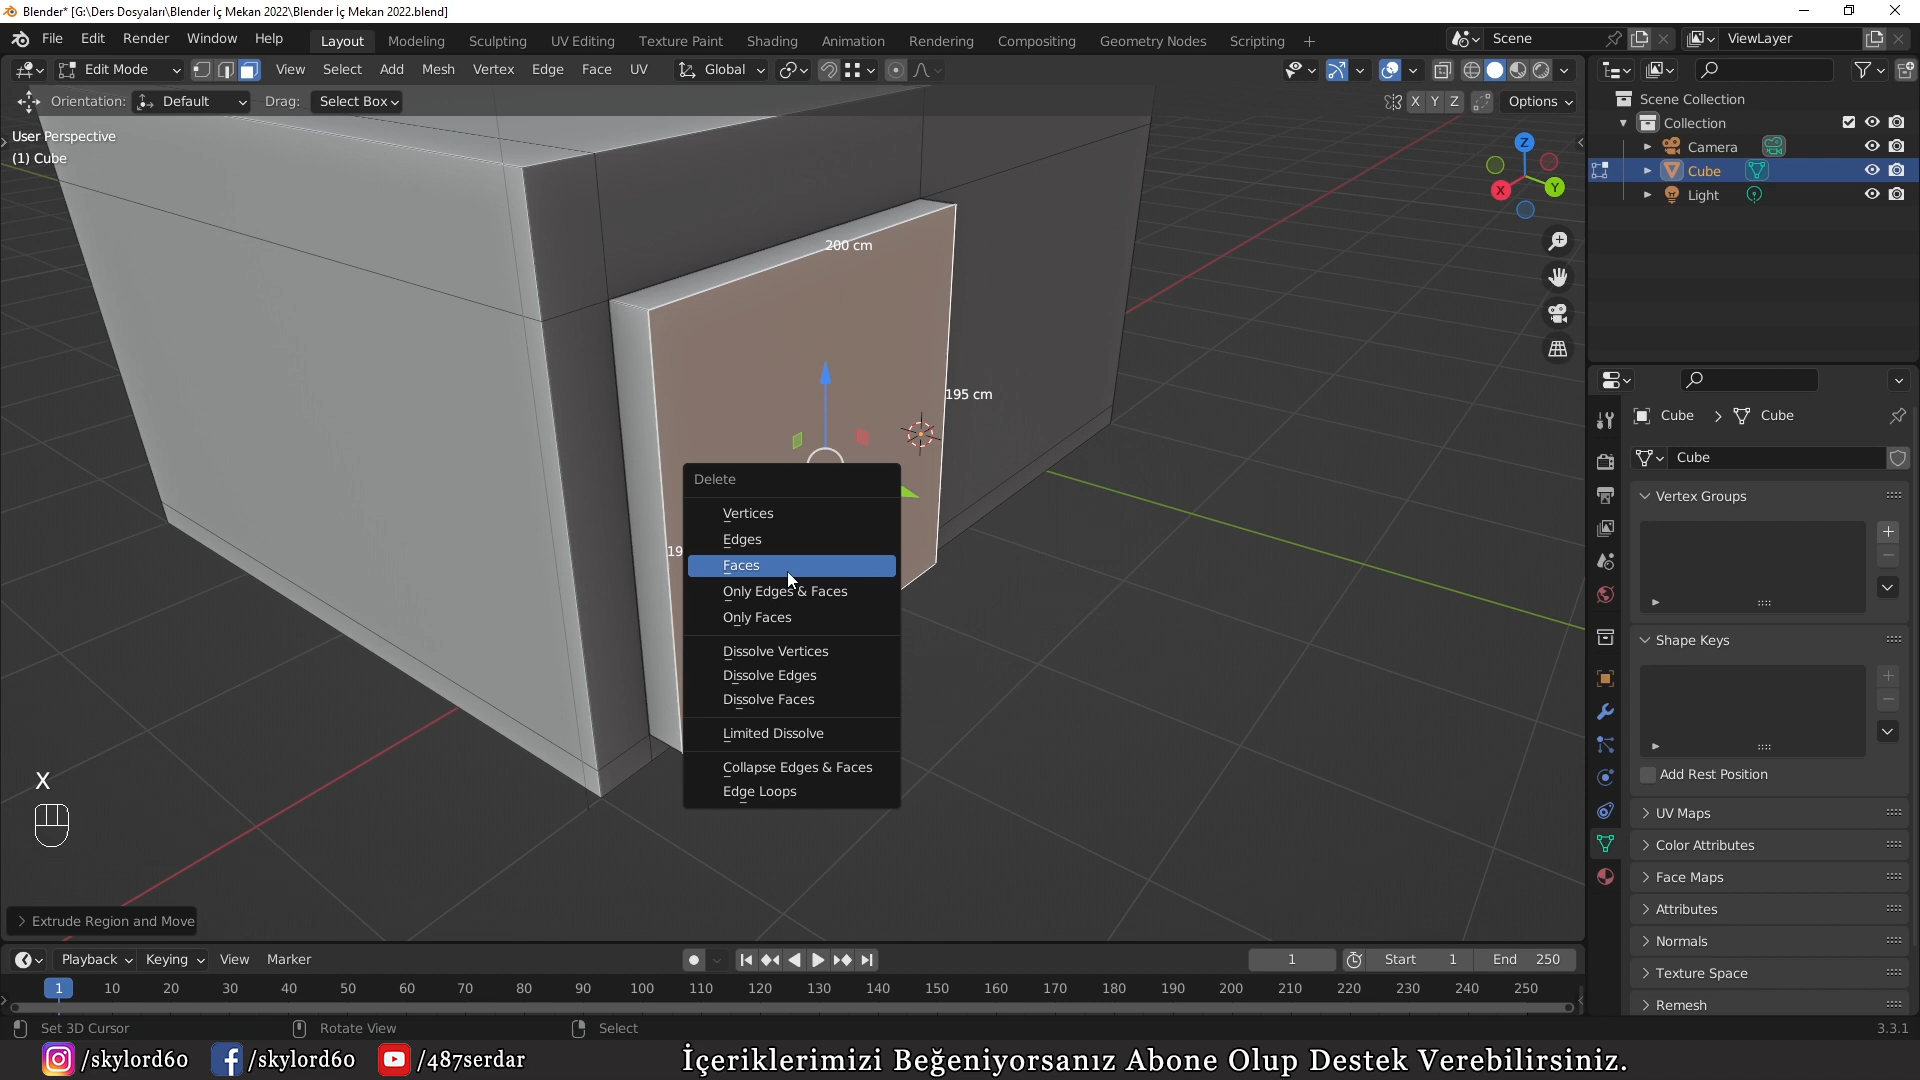 Blender* [G:\Ders Dosyaları\Blender İç Mekan 2022\Blender İç Mekan 2022.blend]
File Edit Render Window Help Layout Modeling Sculpting UV Editing Texture Paint Shading Animation Rendering Compositing Geometry Nodes Scripting + Scene ViewLayer
Edit Mode View Select Add Mesh Vertex Edge Face UV Global
Orientation: Default Drag: Select Box X Y Z Options
User Perspective
(1) Cube
Z
Y
X
200 cm
195 cm
19
Delete
Vertices
Edges
Faces
Only Edges & Faces
Only Faces
Dissolve Vertices
Dissolve Edges
Dissolve Faces
Limited Dissolve
Collapse Edges & Faces
Edge Loops
X
Extrude Region and Move
Scene Collection
Collection
Camera
Cube
Light
Cube Cube
Cube
Vertex Groups
Shape Keys
Add Rest Position
UV Maps
Color Attributes
Face Maps
Attributes
Normals
Texture Space
Remesh
Playback Keying View Marker 1 Start 1 End 250
1 10 20 30 40 50 60 70 80 90 100 110 120 130 140 150 160 170 180 190 200 210 220 230 240 250
Set 3D Cursor Rotate View Select 3.3.1
/skylord60 /skylord60 /487serdar İçeriklerimizi Beğeniyorsanız Abone Olup Destek Verebilirsiniz.